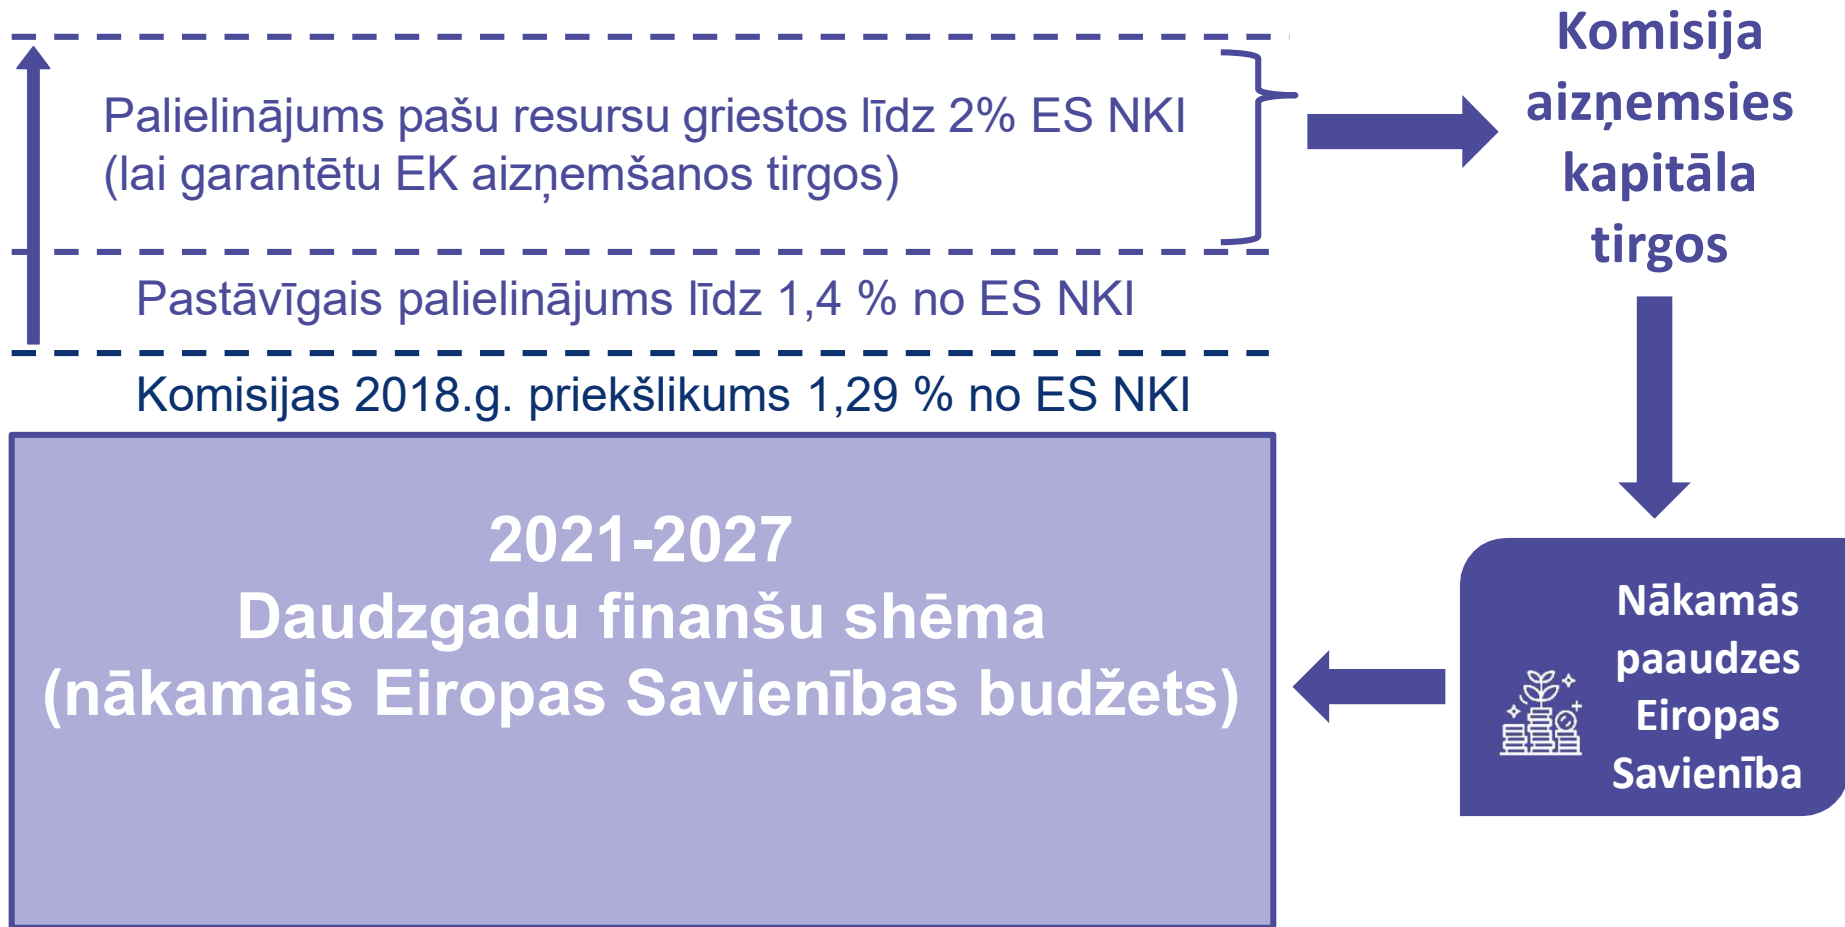 Palielinājums pašu resursu griestos līdz 2% ES NKI
(lai garantētu EK aizņemšanos tirgos)
Pastāvīgais palielinājums līdz 1,4 % no ES NKI
Komisijas 2018.g. priekšlikums 1,29 % no ES NKI
2021-2027
Daudzgadu finanšu shēma
(nākamais Eiropas Savienības budžets)
Komisija
aizņemsies
kapitāla
tirgos
Nākamās
paaudzes
Eiropas
Savienība